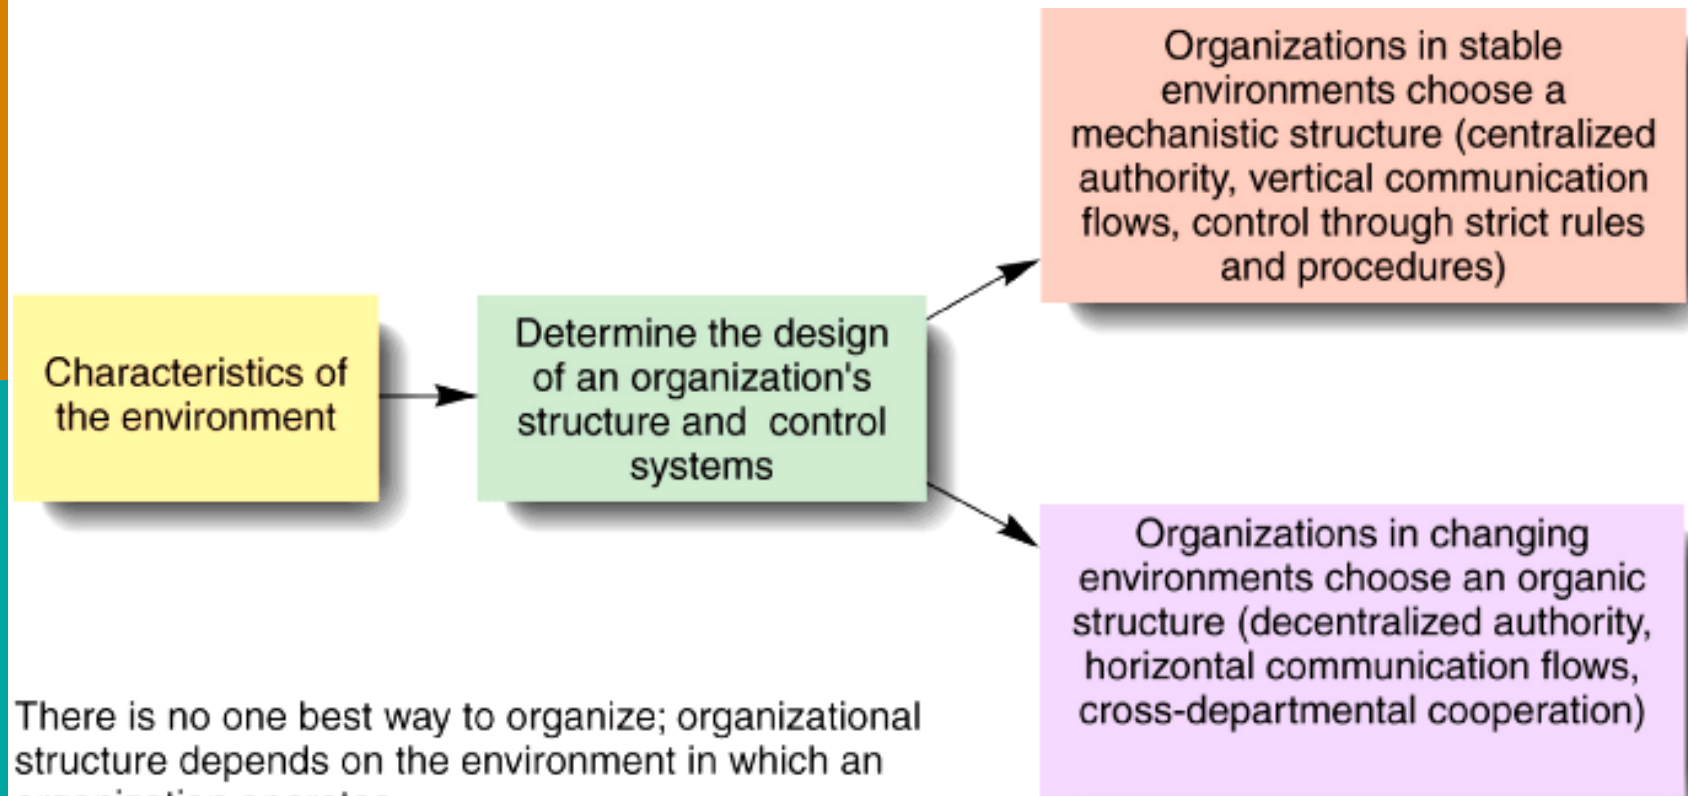 Organizations in stable
environments choose a
mechanistic structure (centralized
authority, vertical communication
flows, control through strict rules
and procedures)
Characteristics of
the environment
Determine the design
of an organization's
structure and control
systems
Organizations in changing
environments choose an organic
structure (decentralized authority,
horizontal communication flows,
cross-departmental cooperation)
There is no one best way to organize; organizational
structure depends on the environment in which an